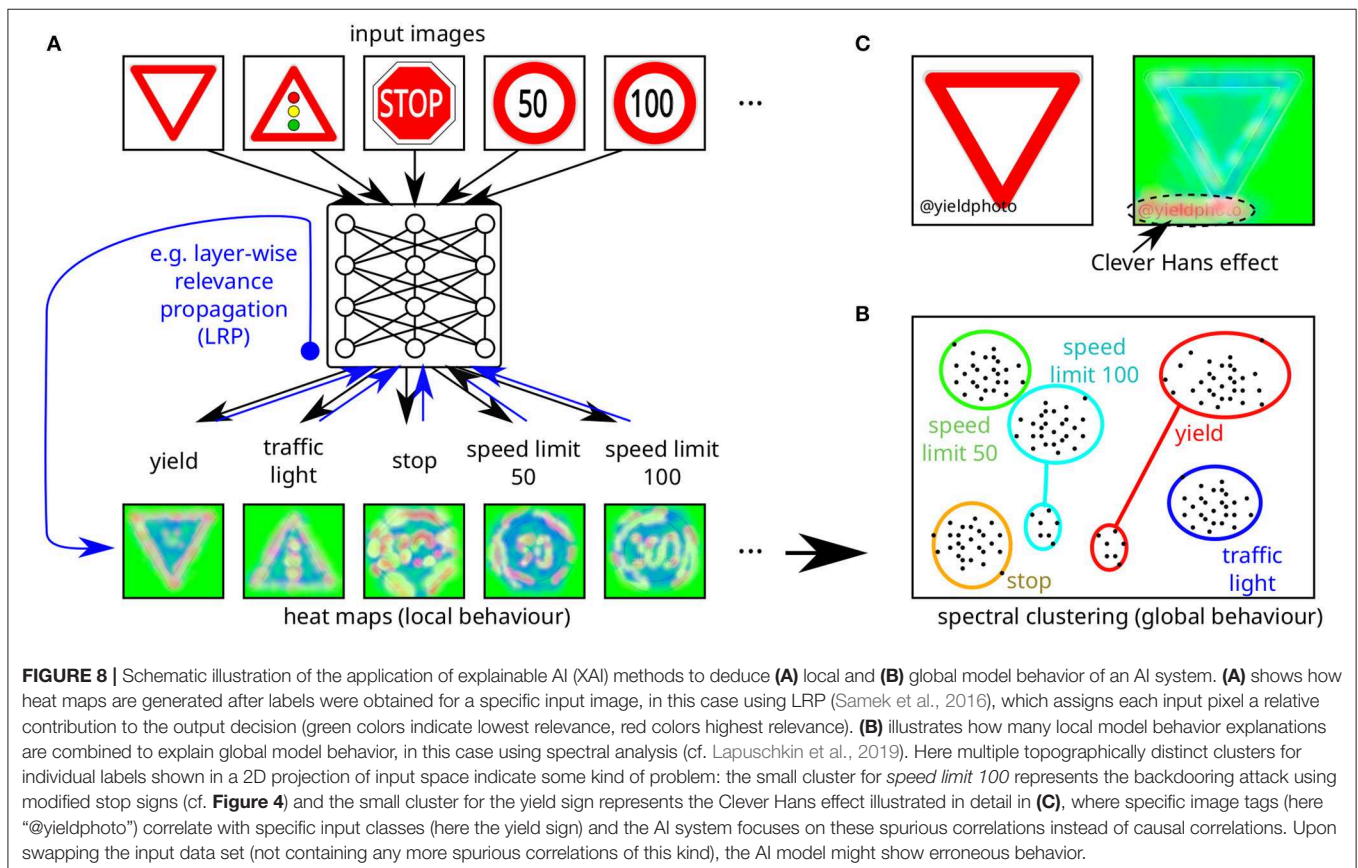 A
input images
STOP
50
100
...
e.g. layer-wise
relevance
propagation
(LRP)
yield
traffic
light
stop
speed limit
50
speed limit
100
...
heat maps (local behaviour)
C
@yieldphoto
@yieldphoto
Clever Hans effect
B
speed
limit 100
speed
limit 50
yield
stop
traffic
light
spectral clustering (global behaviour)
FIGURE 8 | Schematic illustration of the application of explainable AI (XAI) methods to deduce (A) local and (B) global model behavior of an AI system. (A) shows how
heat maps are generated after labels were obtained for a specific input image, in this case using LRP (Samek et al., 2016), which assigns each input pixel a relative
contribution to the output decision (green colors indicate lowest relevance, red colors highest relevance). (B) illustrates how many local model behavior explanations
are combined to explain global model behavior, in this case using spectral analysis (cf. Lapuschkin et al., 2019). Here multiple topographically distinct clusters for
individual labels shown in a 2D projection of input space indicate some kind of problem: the small cluster for speed limit 100 represents the backdooring attack using
modified stop signs (cf. Figure 4) and the small cluster for the yield sign represents the Clever Hans effect illustrated in detail in (C), where specific image tags (here
“@yieldphoto”) correlate with specific input classes (here the yield sign) and the AI system focuses on these spurious correlations instead of causal correlations. Upon
swapping the input data set (not containing any more spurious correlations of this kind), the AI model might show erroneous behavior.